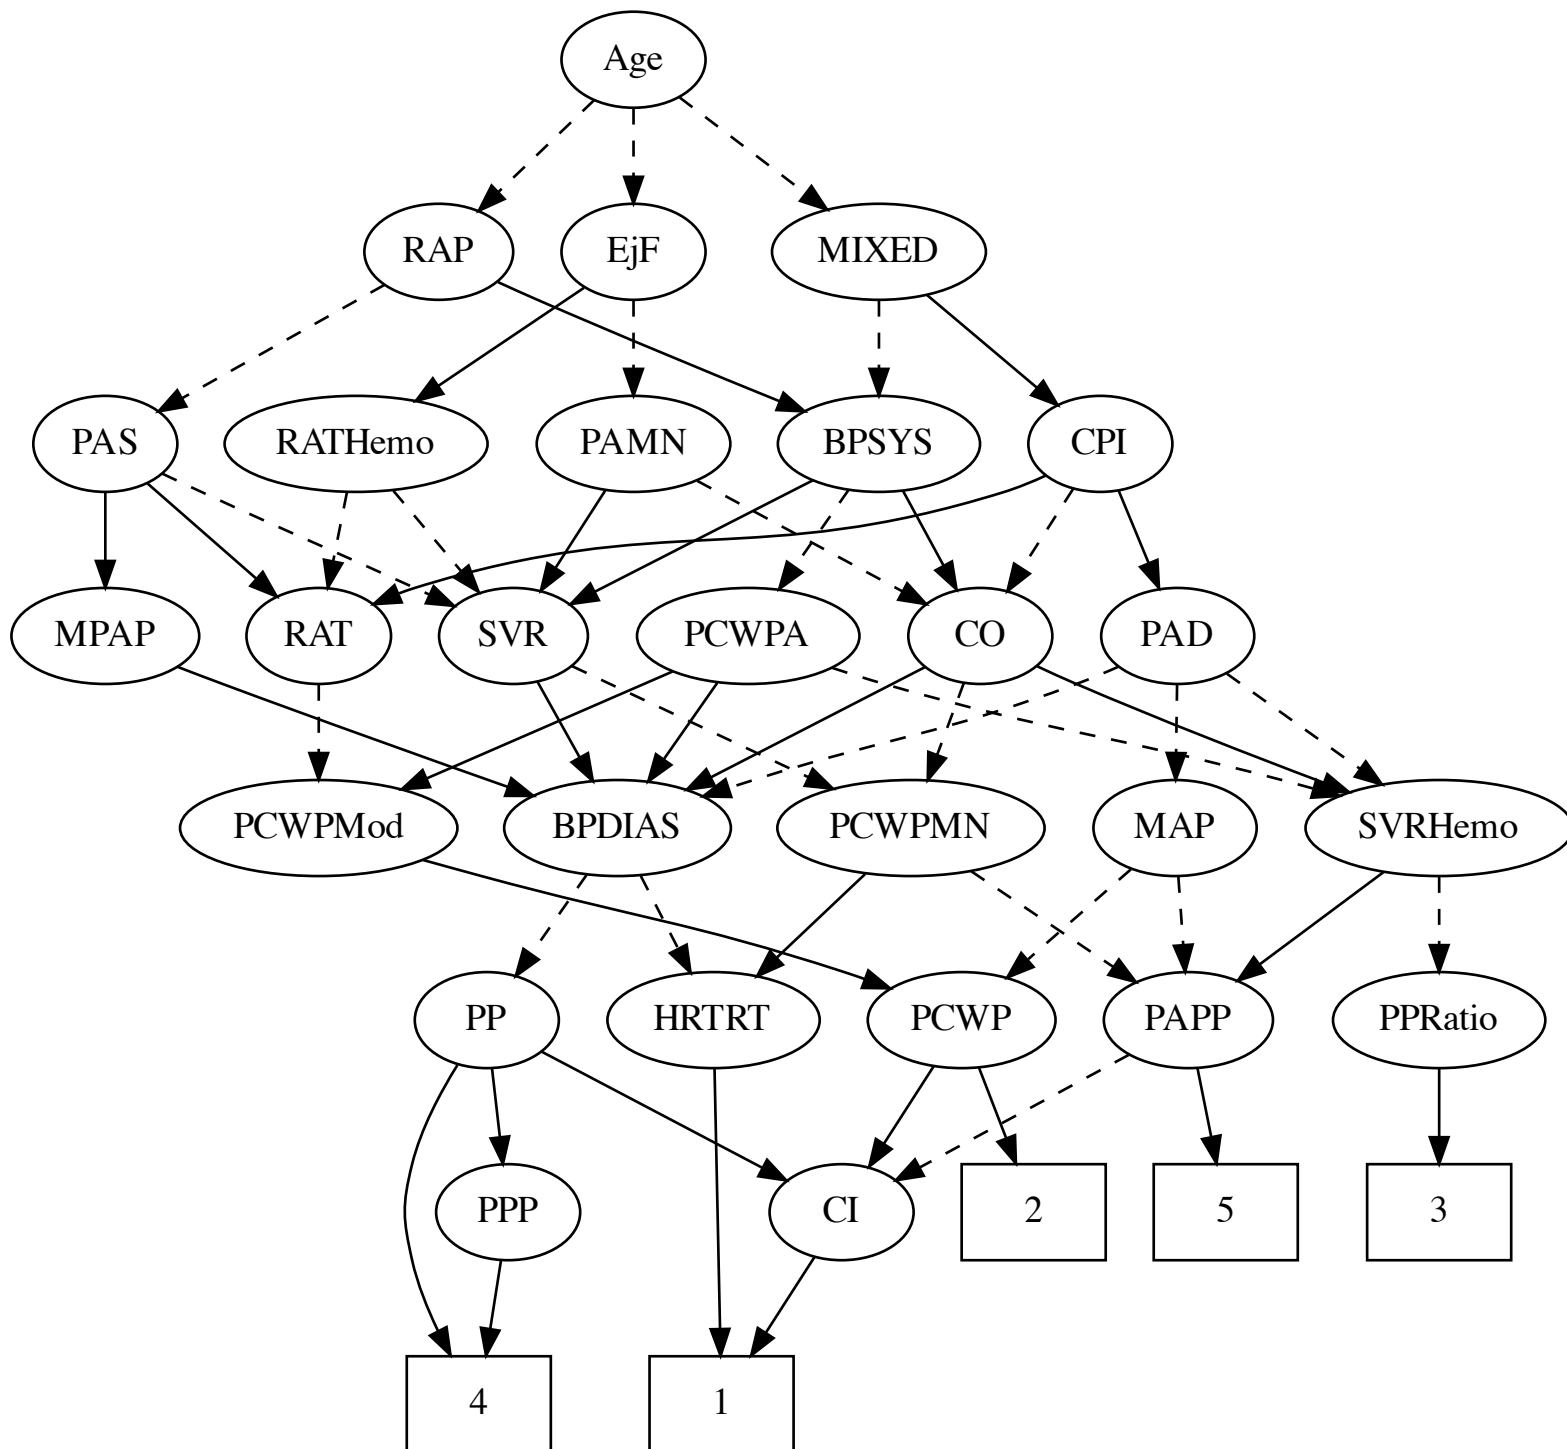 Age
RAP
EjF
MIXED
PAS
RATHemo
PAMN
BPSYS
CPI
MPAP
RAT
SVR
PCWPA
CO
PAD
PCWPMod
BPDIAS
PCWPMN
MAP
SVRHemo
PP
HRTRT
PCWP
PAPP
PPRatio
PPP
CI
2
5
3
4
1